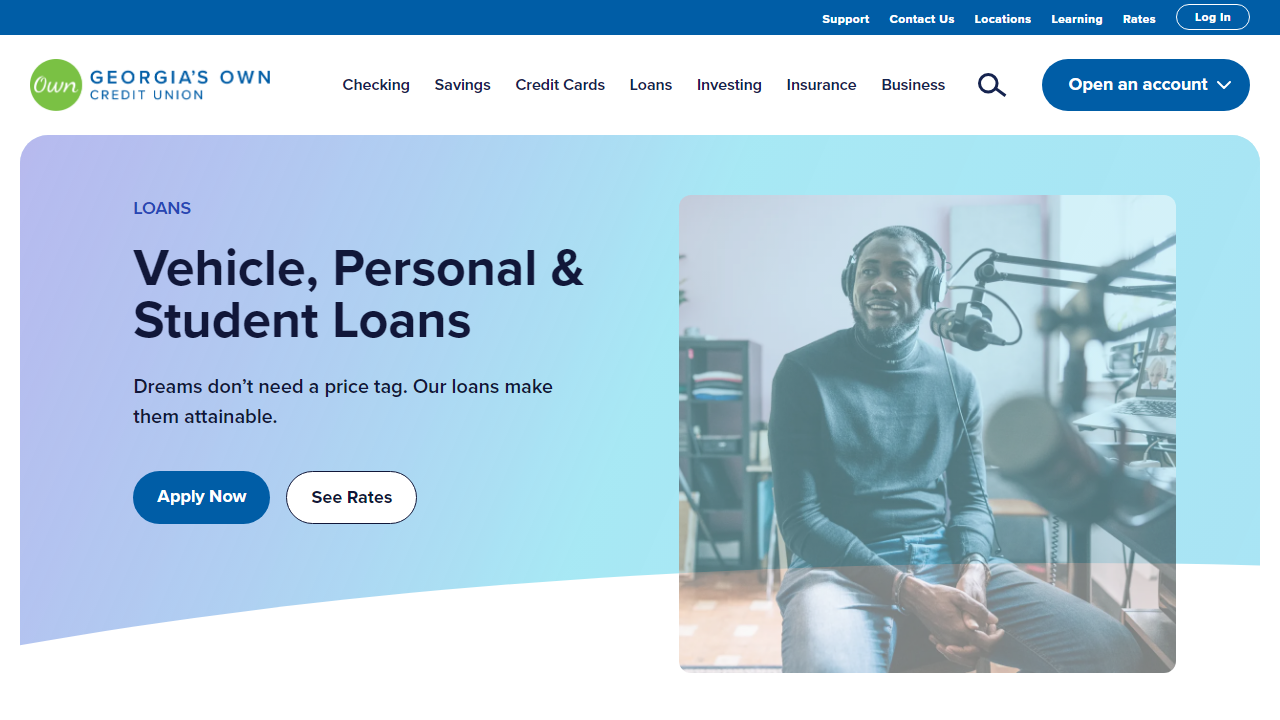 Support Contact Us Locations Learning Rates Log In
Own GEORGIA'S OWN
CREDIT UNION
Checking Savings Credit Cards Loans Investing Insurance Business Open an account
LOANS
Vehicle, Personal &
Student Loans
Dreams don’t need a price tag. Our loans make
them attainable.
Apply Now See Rates